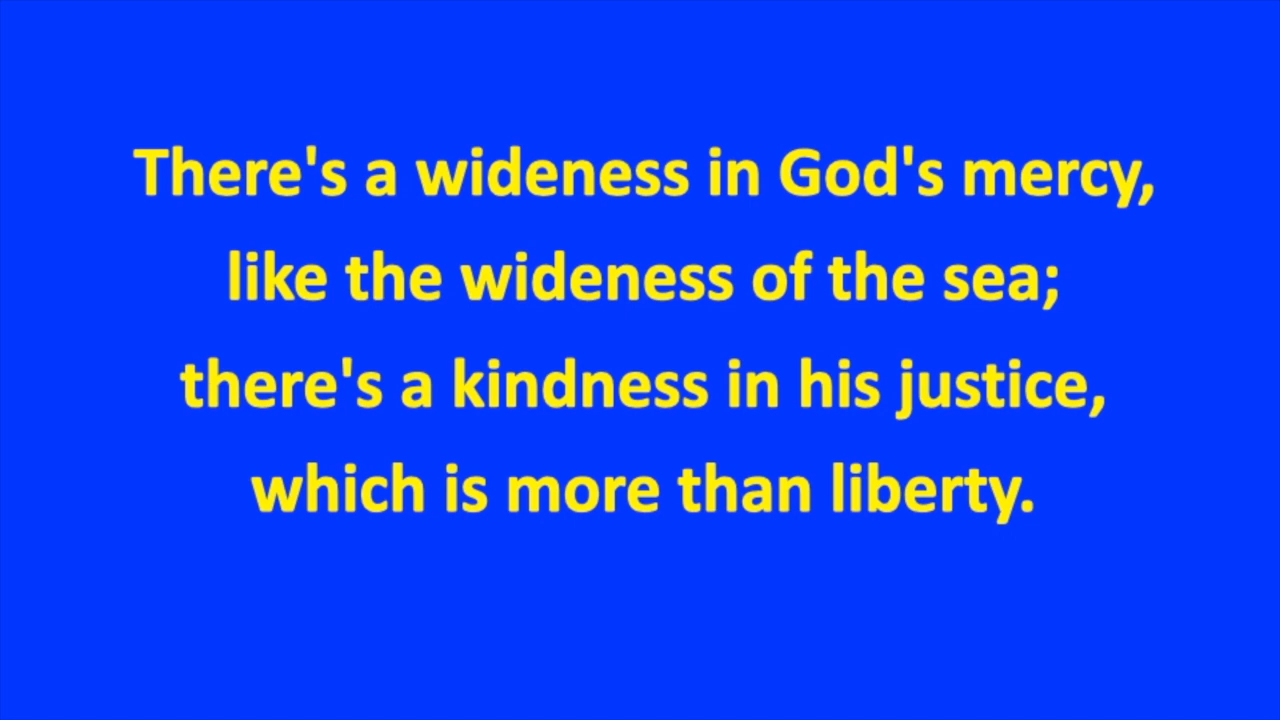 There's a wideness in God's mercy,
like the wideness of the sea;
there's a kindness in his justice,
which is more than liberty.